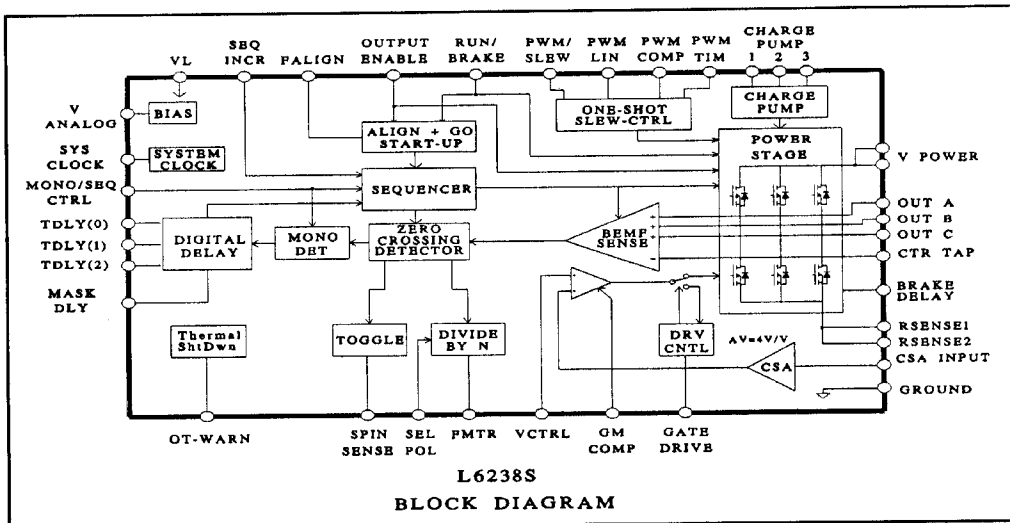 SEQ INCR
PALIGN
OUTPUT ENABLE
RUN/ BRAKE
PWM/ SLEW
PWM LIN
PWM COMP
PWM TIM
CHARGE PUMP
1 2 3
VL
V ANALOG
BIAS
ONE-SHOT SLEW-CTRL
CHARGE PUMP
ALIGN + GO START-UP
POWER STAGE
SYS CLOCK
SYSTEM CLOCK
V POWER
MONO/SEQ CTRL
SEQUENCER
OUT A
OUT B
OUT C
CTR TAP
TDLY(0)
TDLY(1)
TDLY(2)
DIGITAL DELAY
MONO DET
ZERO CROSSING DETECTOR
BEMF SENSE
MASK DLY
BRAKE DELAY
Thermal ShtDwn
TOGGLE
DIVIDE BY N
DRV CNTL
AV=4V/V
CSA
RSENSE1
RSENSE2
CSA INPUT
GROUND
OT-WARN
SPIN SENSE
SEL POL
FMTR
VCTRL
GM COMP
GATE DRIVE
L6238S
BLOCK DIAGRAM